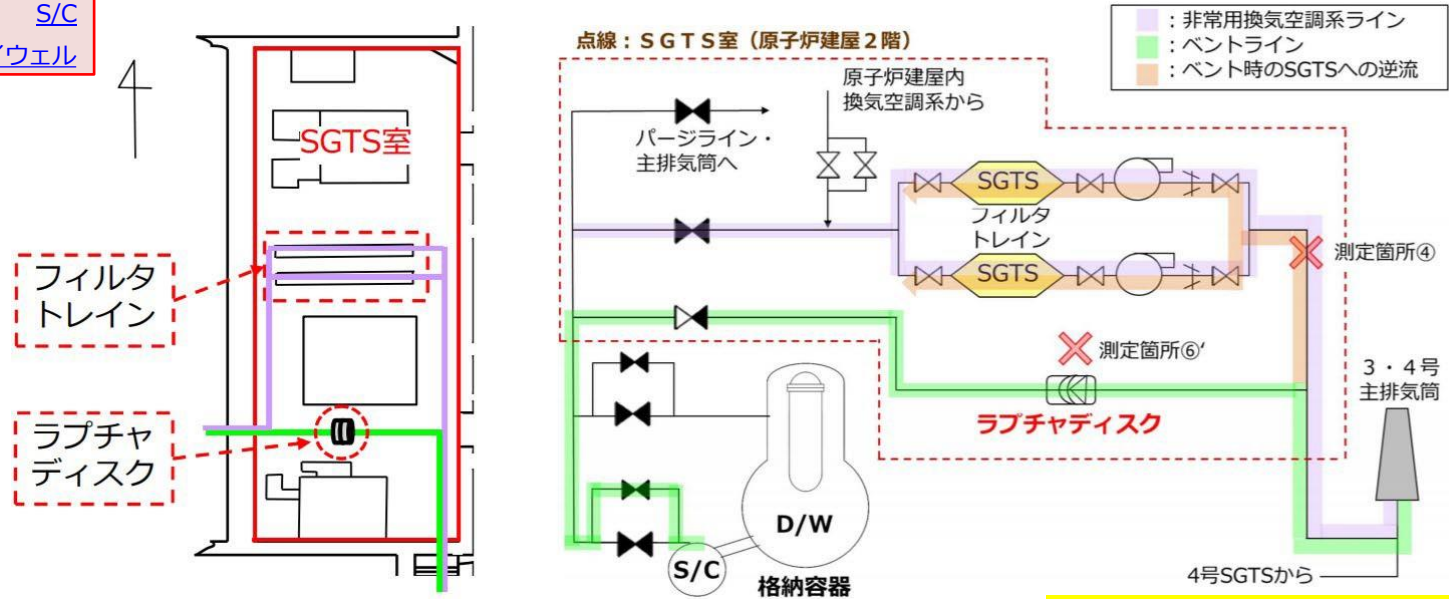 S/C
ウェル
SGTS室
フィルタ
トレイン
ラプチャ
ディスク
点線：ＳＧＴＳ室（原子炉建屋２階）
：非常用換気空調系ライン
：ベントライン
：ベント時のSGTSへの逆流
原子炉建屋内
換気空調系から
パージライン・
主排気筒へ
SGTS
フィルタ
トレイン
SGTS
測定箇所④
測定箇所⑥‘
ラプチャディスク
3・4号
主排気筒
D/W
S/C
格納容器
4号SGTSから